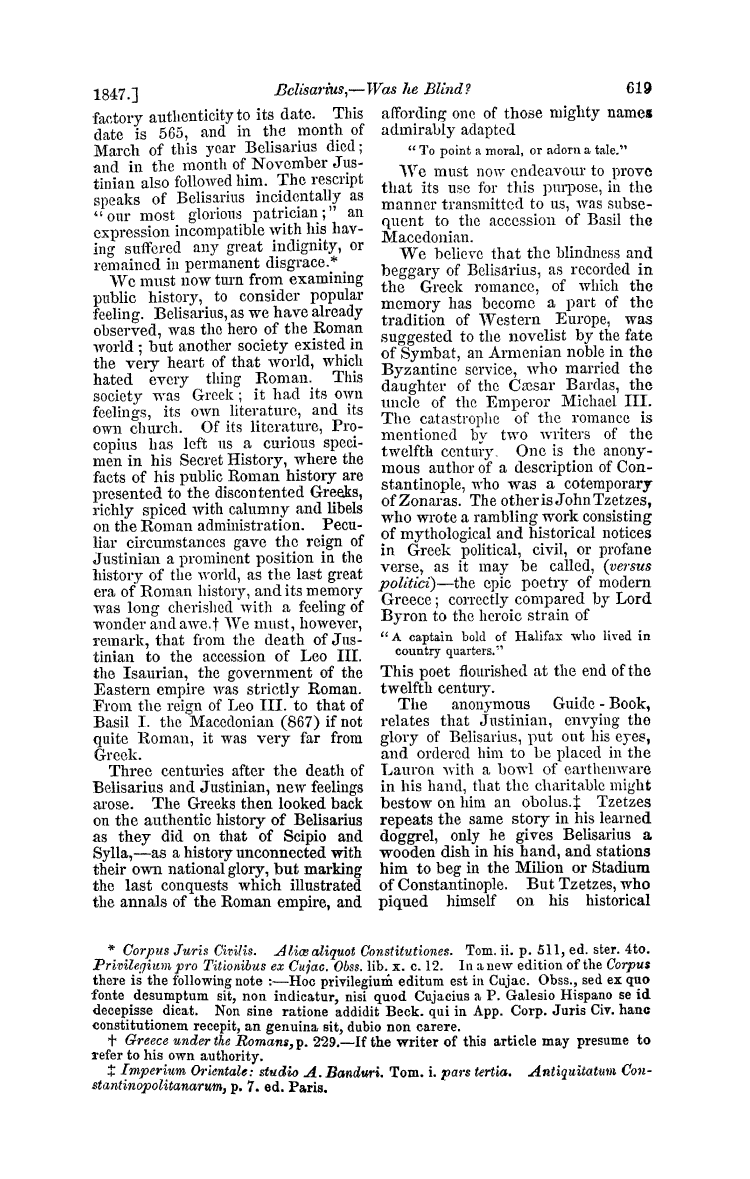 1847.] Belisarius,—Was he Blind? 619
factory authenticity to its date. This
date is 565, and in the month of
March of this year Belisarius died;
and in the month of November Jus-
tinian also followed him. The rescript
speaks of Belisarius incidentally as
“our most glorious patrician;” an
expression incompatible with his hav-
ing suffered any great indignity, or
remained in permanent disgrace.*
We must now turn from examining
public history, to consider popular
feeling. Belisarius, as we have already
observed, was the hero of the Roman
world; but another society existed in
the very heart of that world, which
hated every thing Roman. This
society was Greek; it had its own
feelings, its own literature, and its
own church. Of its literature, Pro-
copius has left us a curious speci-
men in his Secret History, where the
facts of his public Roman history are
presented to the discontented Greeks,
richly spiced with calumny and libels
on the Roman administration. Pecu-
liar circumstances gave the reign of
Justinian a prominent position in the
history of the world, as the last great
era of Roman history, and its memory
was long cherished with a feeling of
wonder and awe.† We must, however,
remark, that from the death of Jus-
tinian to the accession of Leo III.
the Isaurian, the government of the
Eastern empire was strictly Roman.
From the reign of Leo III. to that of
Basil I. the Macedonian (867) if not
quite Roman, it was very far from
Greek.
Three centuries after the death of
Belisarius and Justinian, new feelings
arose. The Greeks then looked back
on the authentic history of Belisarius
as they did on that of Scipio and
Sylla,—as a history unconnected with
their own national glory, but marking
the last conquests which illustrated
the annals of the Roman empire, and
affording one of those mighty names
admirably adapted
“To point a moral, or adorn a tale.”
We must now endeavour to prove
that its use for this purpose, in the
manner transmitted to us, was subse-
quent to the accession of Basil the
Macedonian.
We believe that the blindness and
beggary of Belisarius, as recorded in
the Greek romance, of which the
memory has become a part of the
tradition of Western Europe, was
suggested to the novelist by the fate
of Symbat, an Armenian noble in the
Byzantine service, who married the
daughter of the Cæsar Bardas, the
uncle of the Emperor Michael III.
The catastrophe of the romance is
mentioned by two writers of the
twelfth century. One is the anony-
mous author of a description of Con-
stantinople, who was a cotemporary
of Zonaras. The other is John Tzetzes,
who wrote a rambling work consisting
of mythological and historical notices
in Greek political, civil, or profane
verse, as it may be called, (versus
politici)—the epic poetry of modern
Greece; correctly compared by Lord
Byron to the heroic strain of
“A captain bold of Halifax who lived in
country quarters.”
This poet flourished at the end of the
twelfth century.
The anonymous Guide-Book,
relates that Justinian, envying the
glory of Belisarius, put out his eyes,
and ordered him to be placed in the
Lauron with a bowl of earthenware
in his hand, that the charitable might
bestow on him an obolus.‡ Tzetzes
repeats the same story in his learned
doggrel, only he gives Belisarius a
wooden dish in his hand, and stations
him to beg in the Milion or Stadium
of Constantinople. But Tzetzes, who
piqued himself on his historical
* Corpus Juris Civilis. Aliæ aliquot Constitutiones. Tom. ii. p. 511, ed. ster. 4to.
Privilegium pro Titionibus ex Cujac. Obss. lib. x. c. 12. In a new edition of the Corpus
there is the following note :—Hoc privilegium editum est in Cujac. Obss., sed ex quo
fonte desumptum sit, non indicatur, nisi quod Cujacius a P. Galesio Hispano se id
decepisse dicat. Non sine ratione addidit Beck. qui in App. Corp. Juris Civ. hanc
constitutionem recepit, an genuina sit, dubio non carere.
† Greece under the Romans, p. 229.—If the writer of this article may presume to
refer to his own authority.
‡ Imperium Orientale: studio A. Banduri. Tom. i. pars tertia. Antiquitatum Con-
stantinopolitanarum, p. 7. ed. Paris.